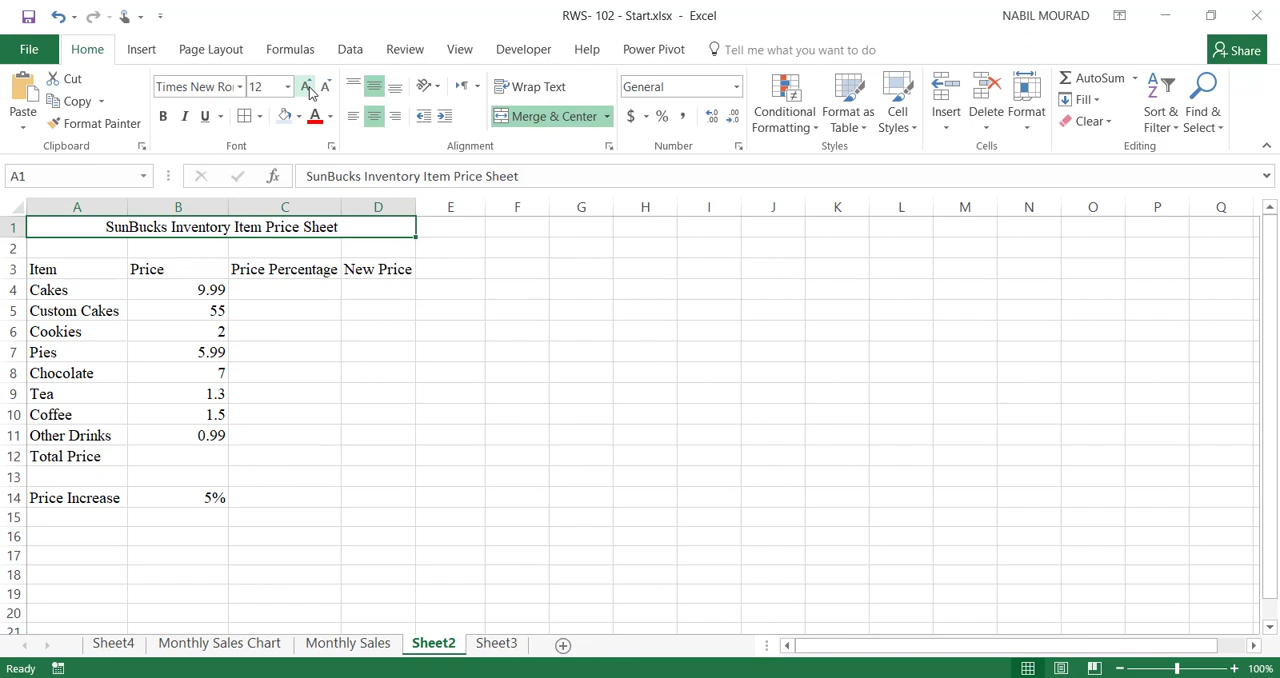 RWS- 102 - Start.xlsx - Excel
NABIL MOURAD
File Home Insert Page Layout Formulas Data Review View Developer Help Power Pivot Tell me what you want to do Share
Paste
Cut
Copy
Format Painter
Clipboard
Times New Ro 12
B I U
Font
Wrap Text
Merge & Center
Alignment
General
$ % ,
Number
Conditional Formatting
Format as Table
Cell Styles
Styles
Insert Delete Format
Cells
AutoSum
Fill
Clear
Sort & Filter
Find & Select
Editing
A1 fx SunBucks Inventory Item Price Sheet
A B C D E F G H I J K L M N O P Q
1 SunBucks Inventory Item Price Sheet
2
3 Item Price Price Percentage New Price
4 Cakes 9.99
5 Custom Cakes 55
6 Cookies 2
7 Pies 5.99
8 Chocolate 7
9 Tea 1.3
10 Coffee 1.5
11 Other Drinks 0.99
12 Total Price
13
14 Price Increase 5%
15
16
17
18
19
20
21
Sheet4 Monthly Sales Chart Monthly Sales Sheet2 Sheet3
Ready 100%